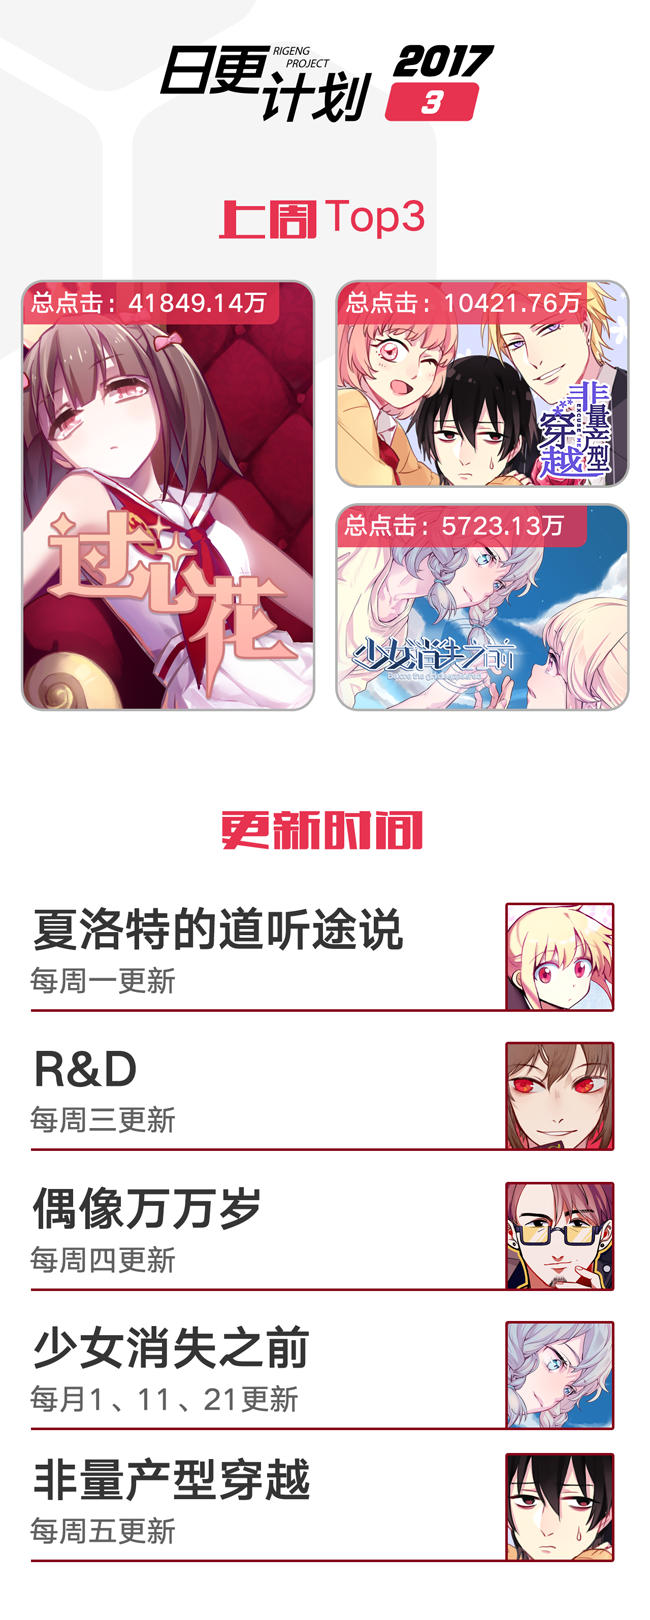 日更计划
RIGENG
PROJECT
2017
3
上周Top3
总点击：41849.14万
过心花
总点击：10421.76万
非量产型
穿越
EXCUSE ME
总点击：5723.13万
少女消失之前
更新时间
夏洛特的道听途说
每周一更新
R&D
每周三更新
偶像万万岁
每周四更新
少女消失之前
每月1、11、21更新
非量产型穿越
每周五更新